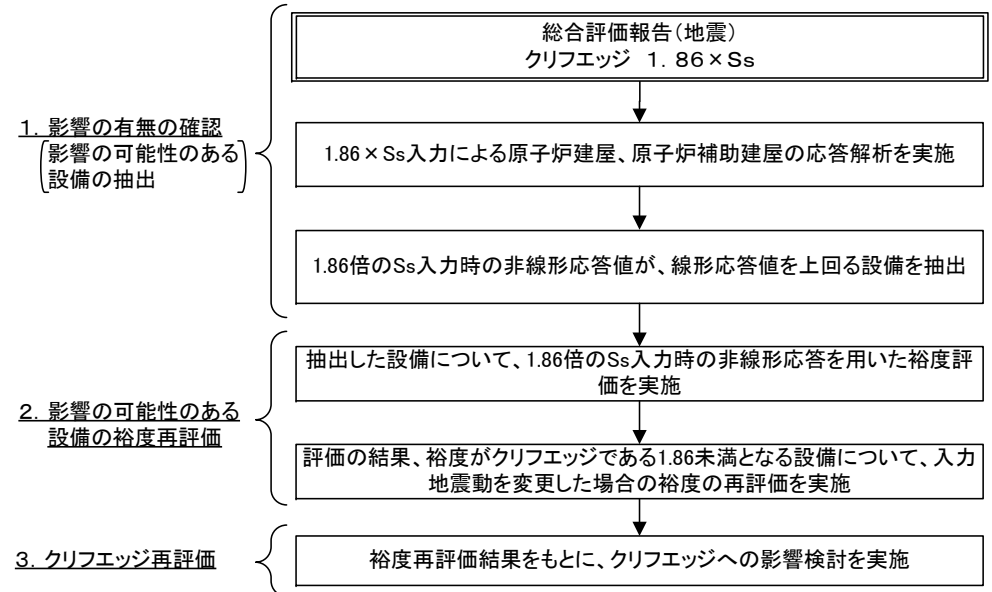 総合評価報告(地震)
クリフエッジ 1.86×Ss
1.影響の有無の確認
影響の可能性のある
設備の抽出
1.86×Ss入力による原子炉建屋、原子炉補助建屋の応答解析を実施
1.86倍のSs入力時の非線形応答値が、線形応答値を上回る設備を抽出
2.影響の可能性のある
設備の裕度再評価
抽出した設備について、1.86倍のSs入力時の非線形応答を用いた裕度評
価を実施
評価の結果、裕度がクリフエッジである1.86未満となる設備について、入力
地震動を変更した場合の裕度の再評価を実施
3.クリフエッジ再評価
裕度再評価結果をもとに、クリフエッジへの影響検討を実施